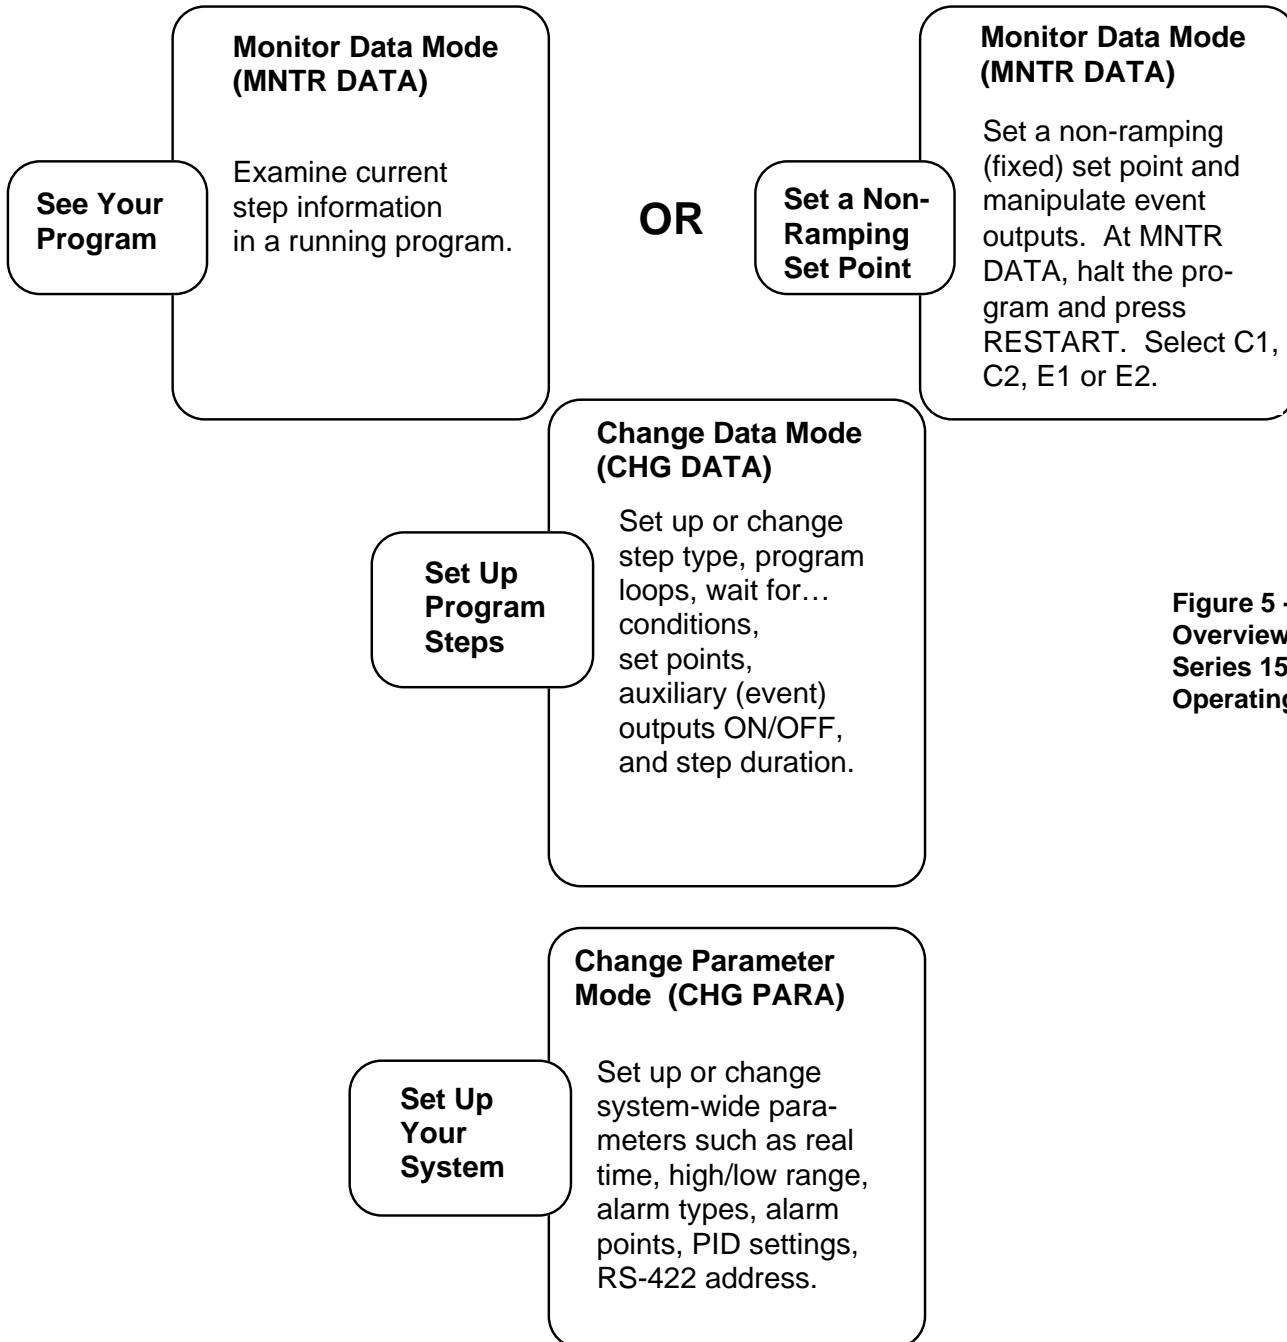 Monitor Data Mode
(MNTR DATA)
See Your
Program
Examine current
step information
in a running program.
OR
Monitor Data Mode
(MNTR DATA)
Set a Non-
Ramping
Set Point
Set a non-ramping
(fixed) set point and
manipulate event
outputs. At MNTR
DATA, halt the pro-
gram and press
RESTART. Select C1,
C2, E1 or E2.
Change Data Mode
(CHG DATA)
Set Up
Program
Steps
Set up or change
step type, program
loops, wait for…
conditions,
set points,
auxiliary (event)
outputs ON/OFF,
and step duration.
Figure 5 -
Overview
Series 15
Operating
Change Parameter
Mode (CHG PARA)
Set Up
Your
System
Set up or change
system-wide para-
meters such as real
time, high/low range,
alarm types, alarm
points, PID settings,
RS-422 address.